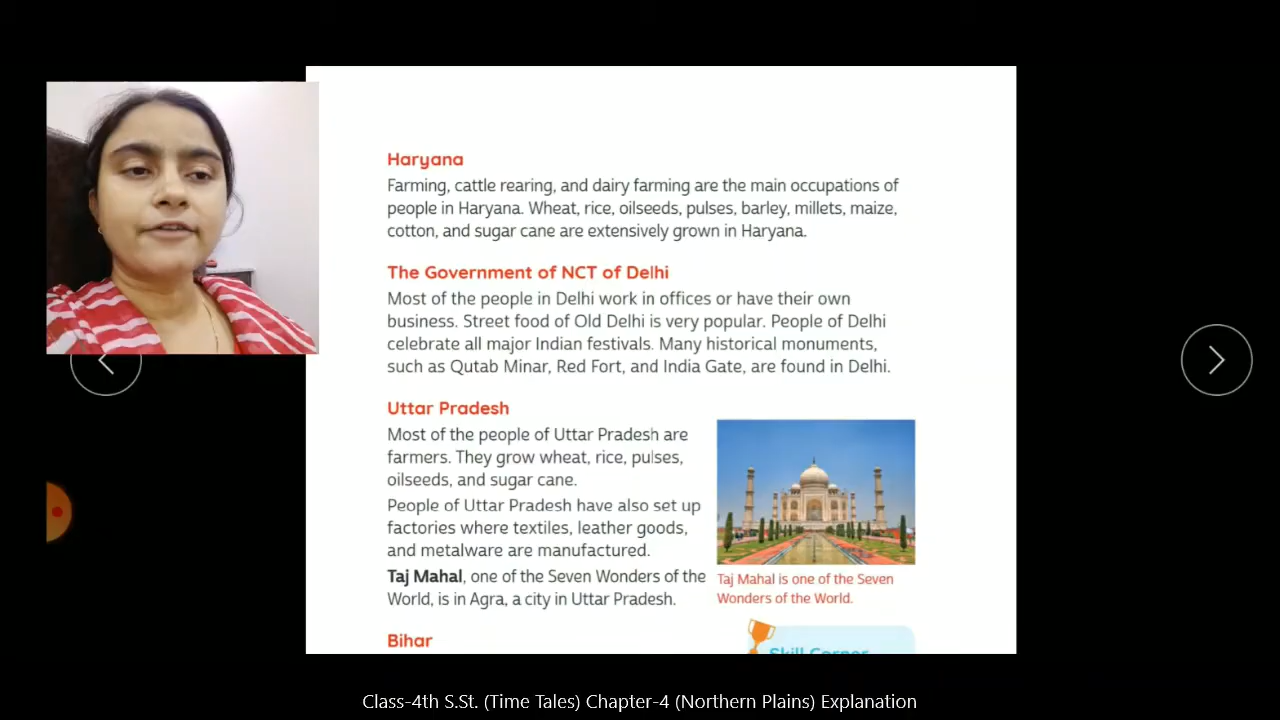 Haryana
Farming, cattle rearing, and dairy farming are the main occupations of
people in Haryana. Wheat, rice, oilseeds, pulses, barley, millets, maize,
cotton, and sugar cane are extensively grown in Haryana.
The Government of NCT of Delhi
Most of the people in Delhi work in offices or have their own
business. Street food of Old Delhi is very popular. People of Delhi
celebrate all major Indian festivals. Many historical monuments,
such as Qutab Minar, Red Fort, and India Gate, are found in Delhi.
Uttar Pradesh
Most of the people of Uttar Pradesh are
farmers. They grow wheat, rice, pulses,
oilseeds, and sugar cane.
People of Uttar Pradesh have also set up
factories where textiles, leather goods,
and metalware are manufactured.
Taj Mahal, one of the Seven Wonders of the
World, is in Agra, a city in Uttar Pradesh.
Taj Mahal is one of the Seven
Wonders of the World.
Bihar
Skill Corner
Class-4th S.St. (Time Tales) Chapter-4 (Northern Plains) Explanation